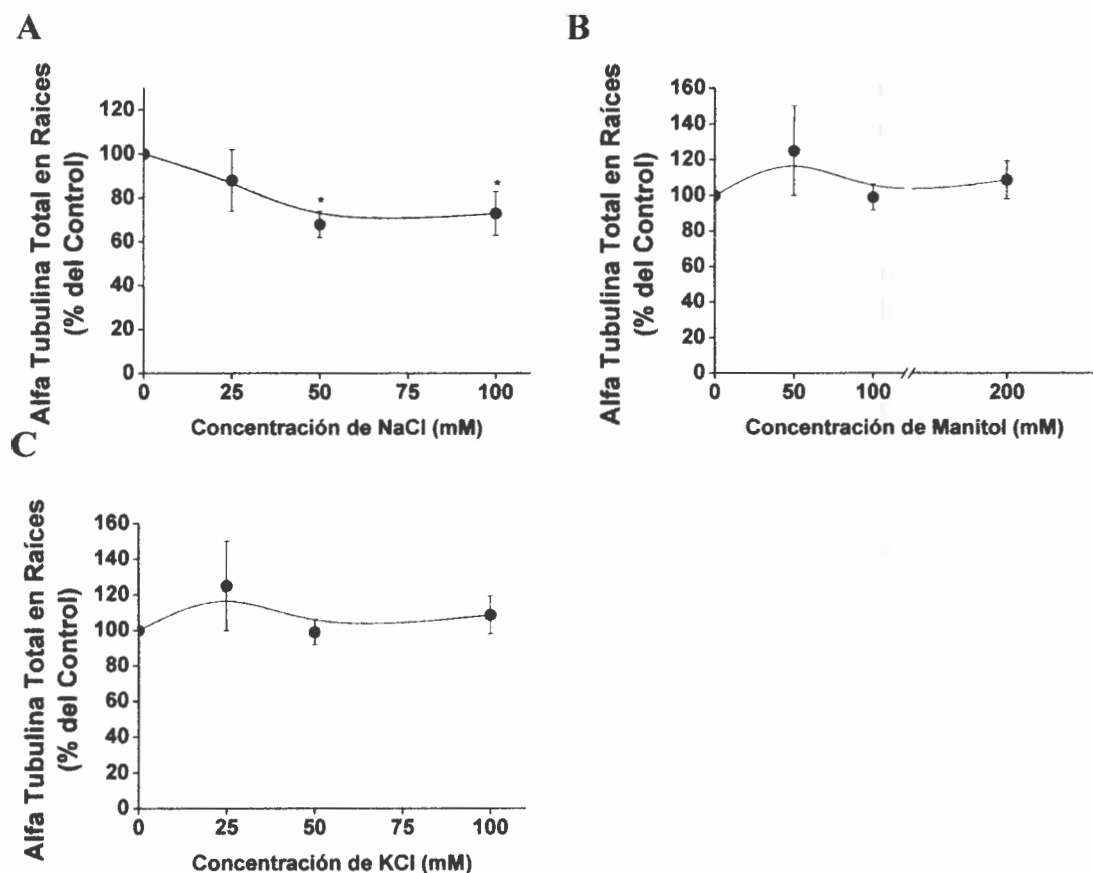 A
Alfa Tubulina Total en Raices
(% del Control)
120
100
80
60
40
20
0
*
*
0 25 50 75 100
Concentración de NaCl (mM)
B
Alfa Tubulina Total en Raíces
(% del Control)
160
140
120
100
80
60
40
20
0
0 50 100 200
Concentración de Manitol (mM)
C
Alfa Tubulina Total en Raíces
(% del Control)
160
140
120
100
80
60
40
20
0
0 25 50 75 100
Concentración de KCl (mM)